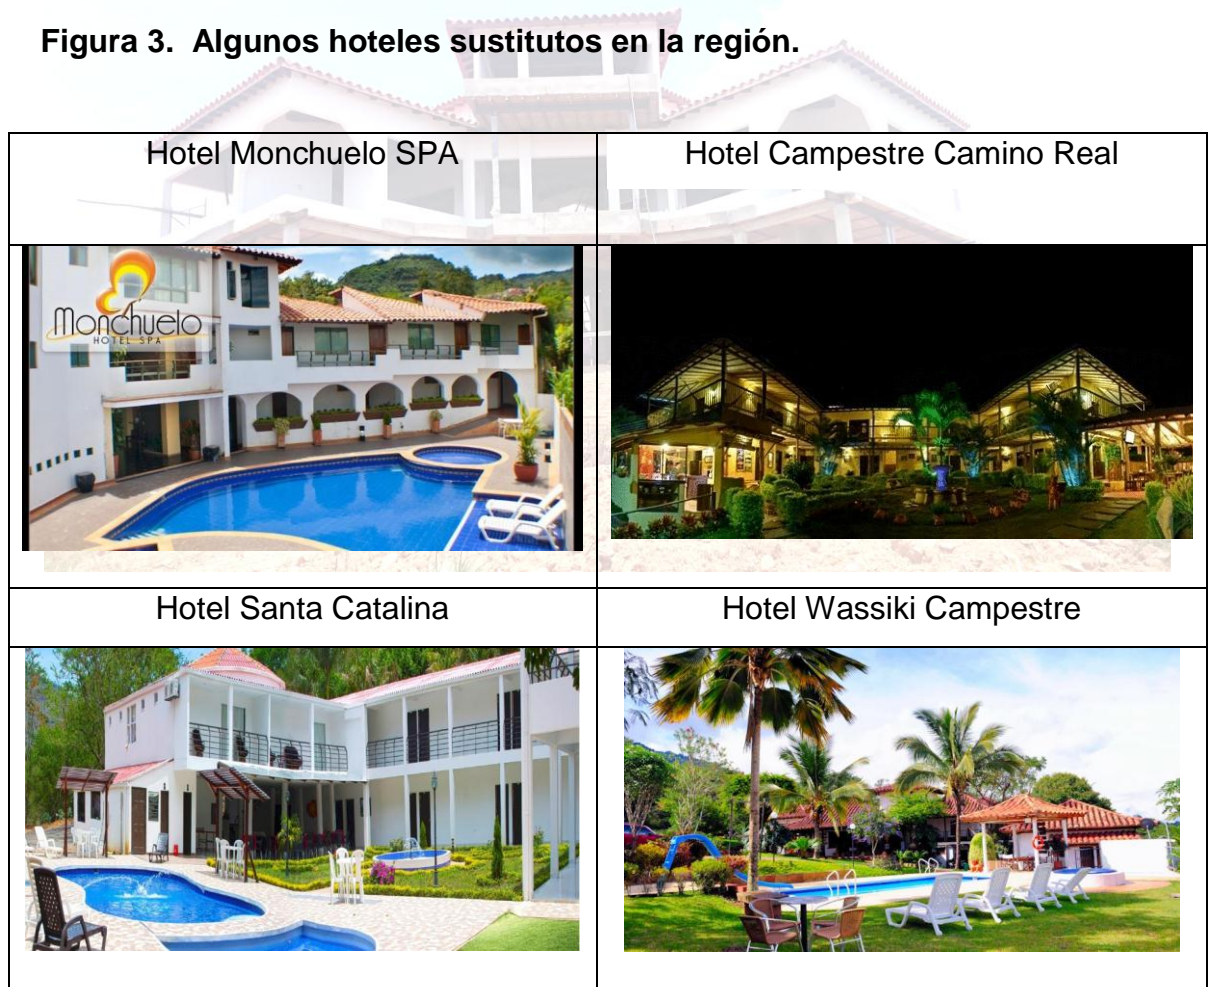 Figura 3. Algunos hoteles sustitutos en la región.
Hotel Monchuelo SPA
Hotel Campestre Camino Real
Monchuelo
HOTEL SPA
Hotel Santa Catalina
Hotel Wassiki Campestre